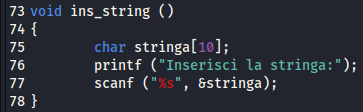 73 void ins_string ()
74 {
75         char stringa[10];
76         printf ("Inserisci la stringa:");
77         scanf ("%s", &stringa);
78 }